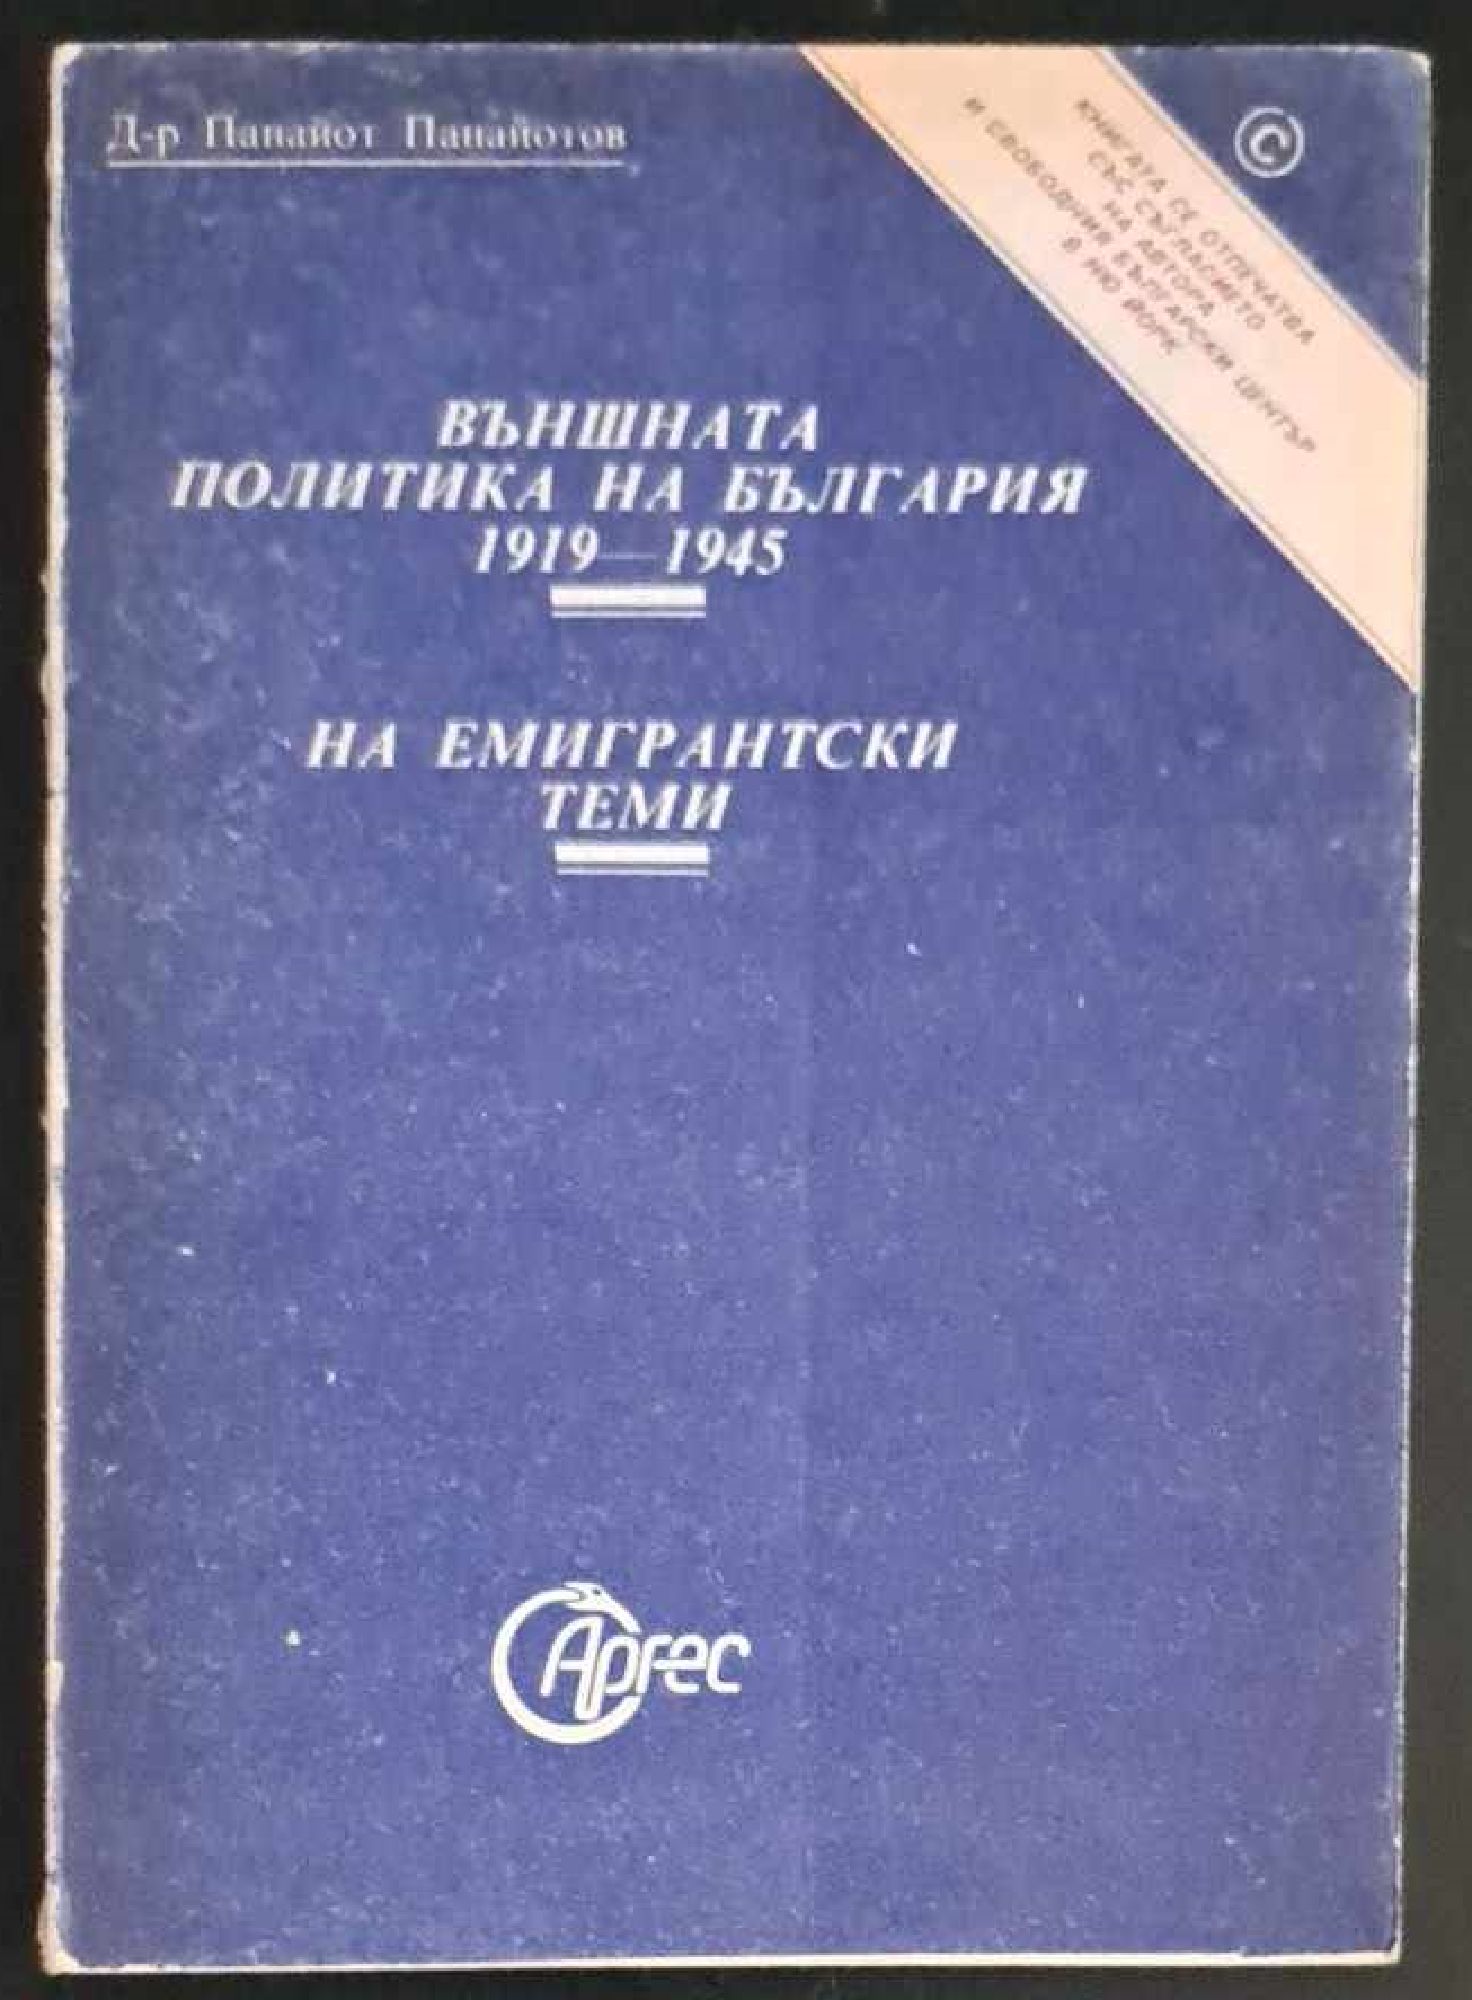 Д-р Панайот Панайотов
©
КНИГАТА СЕ ОТПЕЧАТВА
СЪС СЪГЛАСИЕТО
НА АВТОРА
И СВОБОДНИЯ БЪЛГАРСКИ ЦЕНТЪР
В НЮ ЙОРК
ВЪНШНАТА
ПОЛИТИКА НА БЪЛГАРИЯ
1919—1945
НА ЕМИГРАНТСКИ
ТЕМИ
Аргес